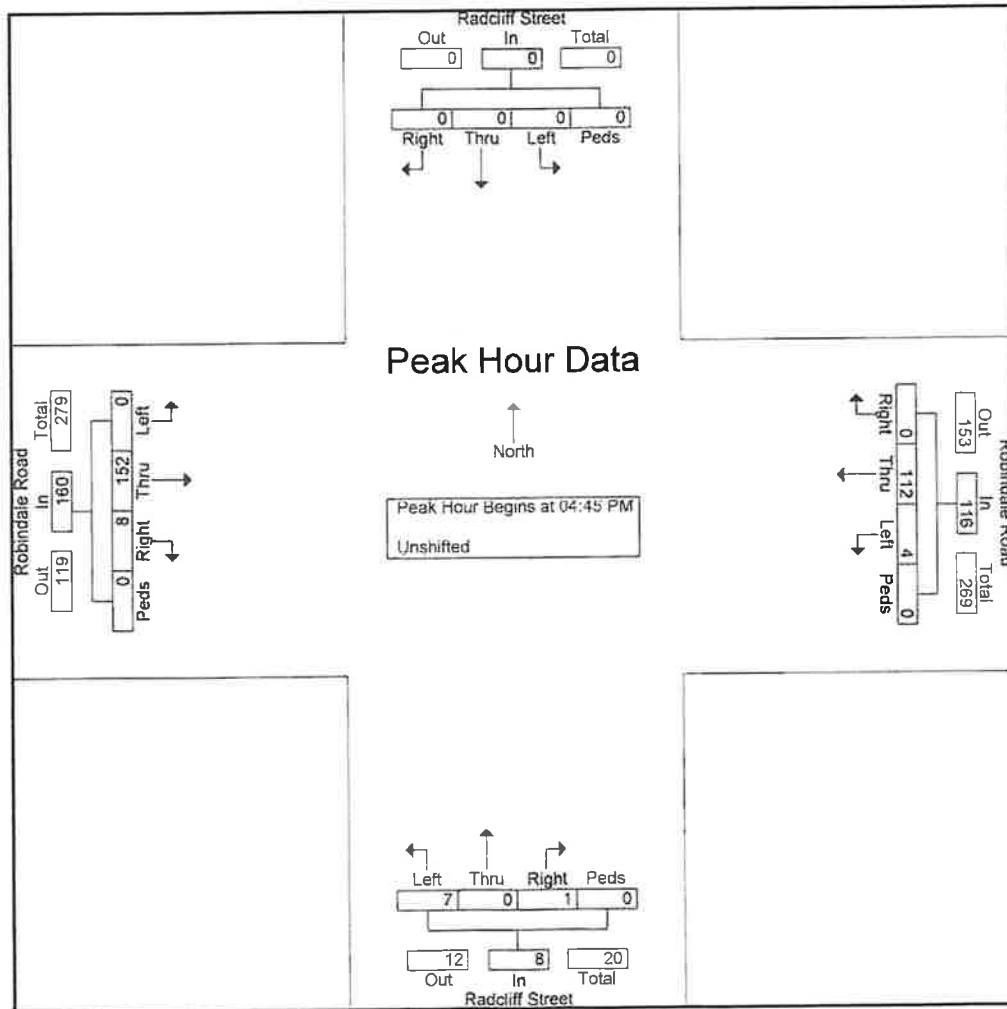 Radcliff Street
Out In Total
0 0 0
0 0 0 0
Right Thru Left Peds
Peak Hour Data
North
Peak Hour Begins at 04:45 PM
Unshifted
Robindale Road
Out In Total
119 160 279
0 8 152 0
Peds Right Thru Left
Robindale Road
Out In Total
153 116 269
0 112 4 0
Right Thru Left Peds
Left Thru Right Peds
7 0 1 0
12 8 20
Out In Total
Radcliff Street